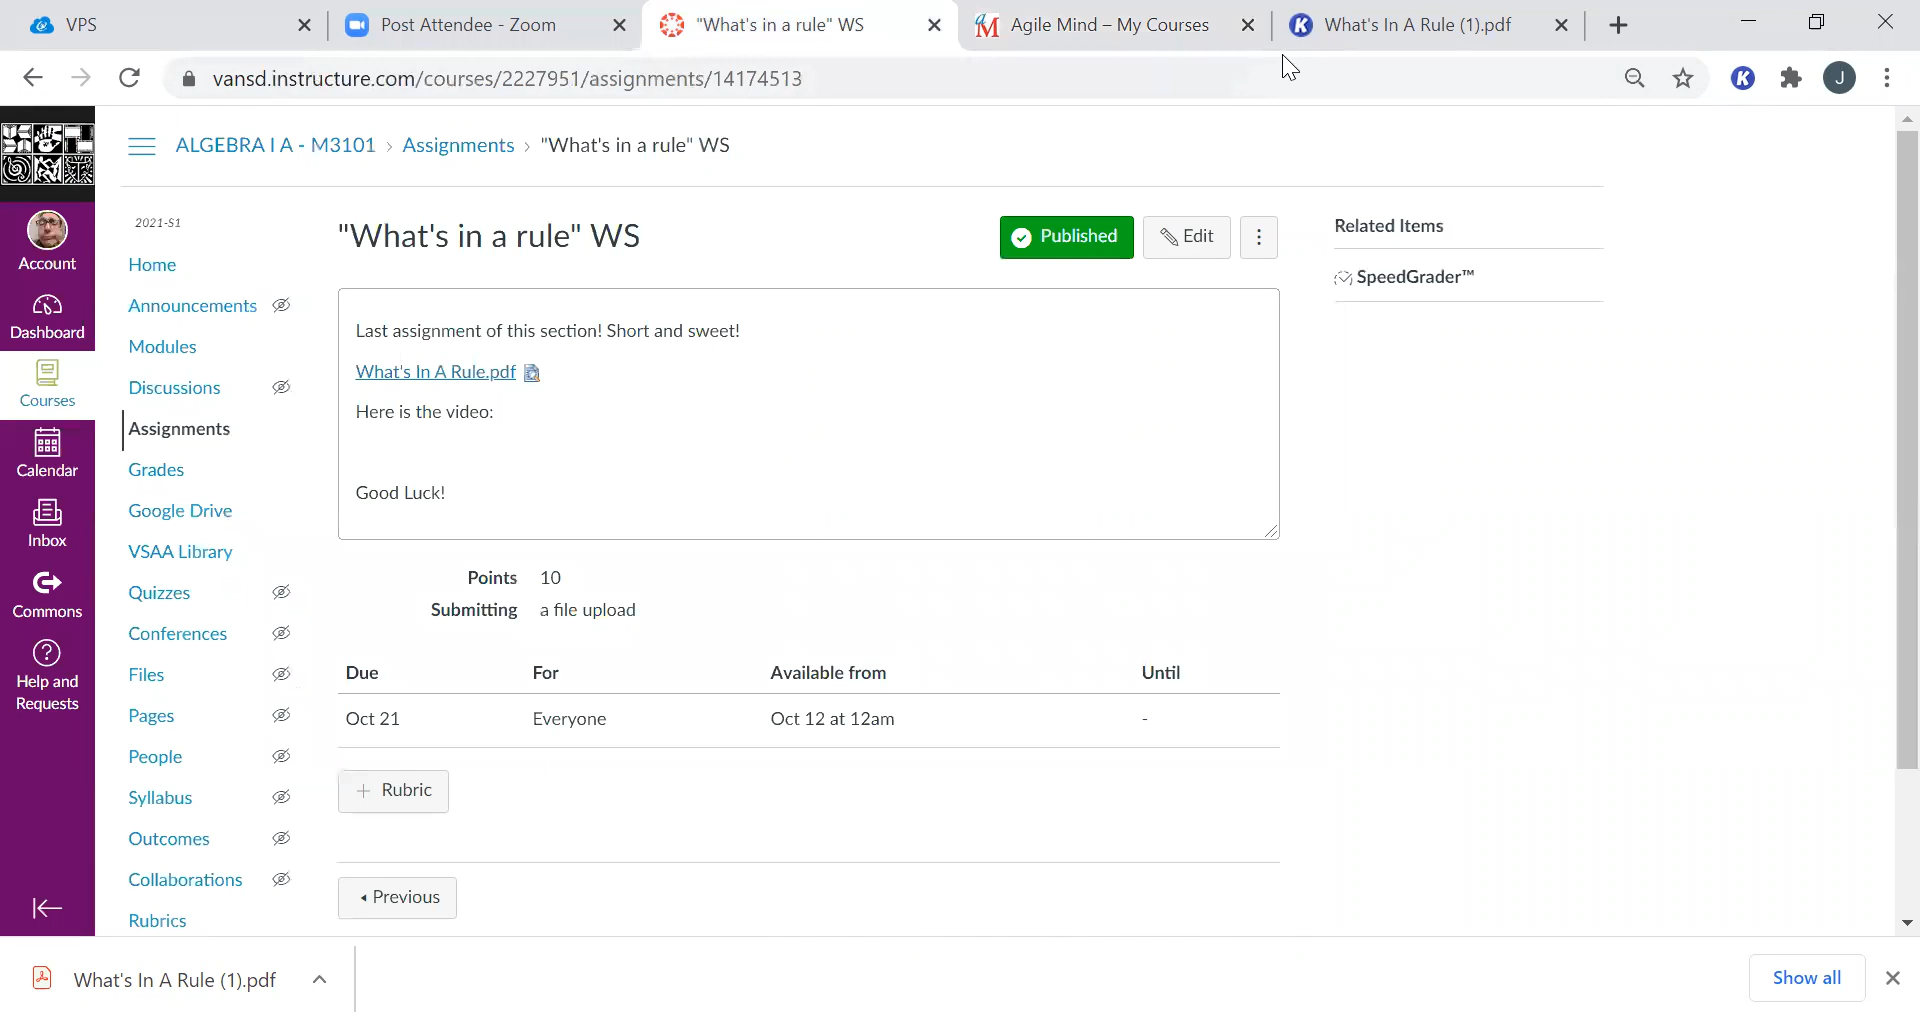 VPS
Post Attendee - Zoom
"What's in a rule" WS
Agile Mind – My Courses
What's In A Rule (1).pdf
vansd.instructure.com/courses/2227951/assignments/14174513
K
J
ALGEBRA I A - M3101 › Assignments › "What's in a rule" WS
Account
Dashboard
Courses
Calendar
Inbox
Commons
Help and
Requests
2021-S1
Home
Announcements
Modules
Discussions
Assignments
Grades
Google Drive
VSAA Library
Quizzes
Conferences
Files
Pages
People
Syllabus
Outcomes
Collaborations
Rubrics
"What's in a rule" WS
Published
Edit
Last assignment of this section! Short and sweet!
What's In A Rule.pdf
Here is the video:
Good Luck!
Points 10
Submitting a file upload
Due For Available from Until
Oct 21 Everyone Oct 12 at 12am -
+ Rubric
Previous
Related Items
SpeedGrader™
What's In A Rule (1).pdf
Show all